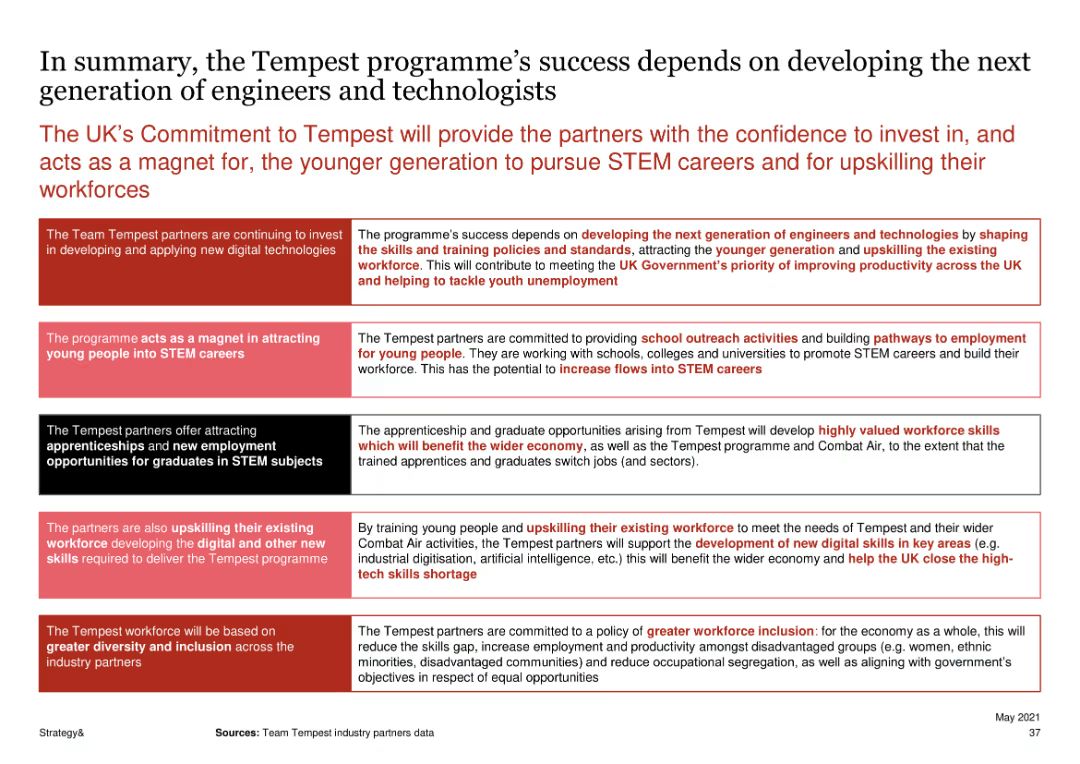 In summary, the Tempest programme’s success depends on developing the next
generation of engineers and technologists
The UK’s Commitment to Tempest will provide the partners with the confidence to invest in, and
acts as a magnet for, the younger generation to pursue STEM careers and for upskilling their
workforces
The Team Tempest partners are continuing to invest
in developing and applying new digital technologies
The programme’s success depends on developing the next generation of engineers and technologies by shaping
the skills and training policies and standards, attracting the younger generation and upskilling the existing
workforce. This will contribute to meeting the UK Government’s priority of improving productivity across the UK
and helping to tackle youth unemployment
The programme acts as a magnet in attracting
young people into STEM careers
The Tempest partners are committed to providing school outreach activities and building pathways to employment
for young people. They are working with schools, colleges and universities to promote STEM careers and build their
workforce. This has the potential to increase flows into STEM careers
The Tempest partners offer attracting
apprenticeships and new employment
opportunities for graduates in STEM subjects
The apprenticeship and graduate opportunities arising from Tempest will develop highly valued workforce skills
which will benefit the wider economy, as well as the Tempest programme and Combat Air, to the extent that the
trained apprentices and graduates switch jobs (and sectors).
The partners are also upskilling their existing
workforce developing the digital and other new
skills required to deliver the Tempest programme
By training young people and upskilling their existing workforce to meet the needs of Tempest and their wider
Combat Air activities, the Tempest partners will support the development of new digital skills in key areas (e.g.
industrial digitisation, artificial intelligence, etc.) this will benefit the wider economy and help the UK close the high-
tech skills shortage
The Tempest workforce will be based on
greater diversity and inclusion across the
industry partners
The Tempest partners are committed to a policy of greater workforce inclusion: for the economy as a whole, this will
reduce the skills gap, increase employment and productivity amongst disadvantaged groups (e.g. women, ethnic
minorities, disadvantaged communities) and reduce occupational segregation, as well as aligning with government’s
objectives in respect of equal opportunities
May 2021
Strategy&
Sources: Team Tempest industry partners data
37